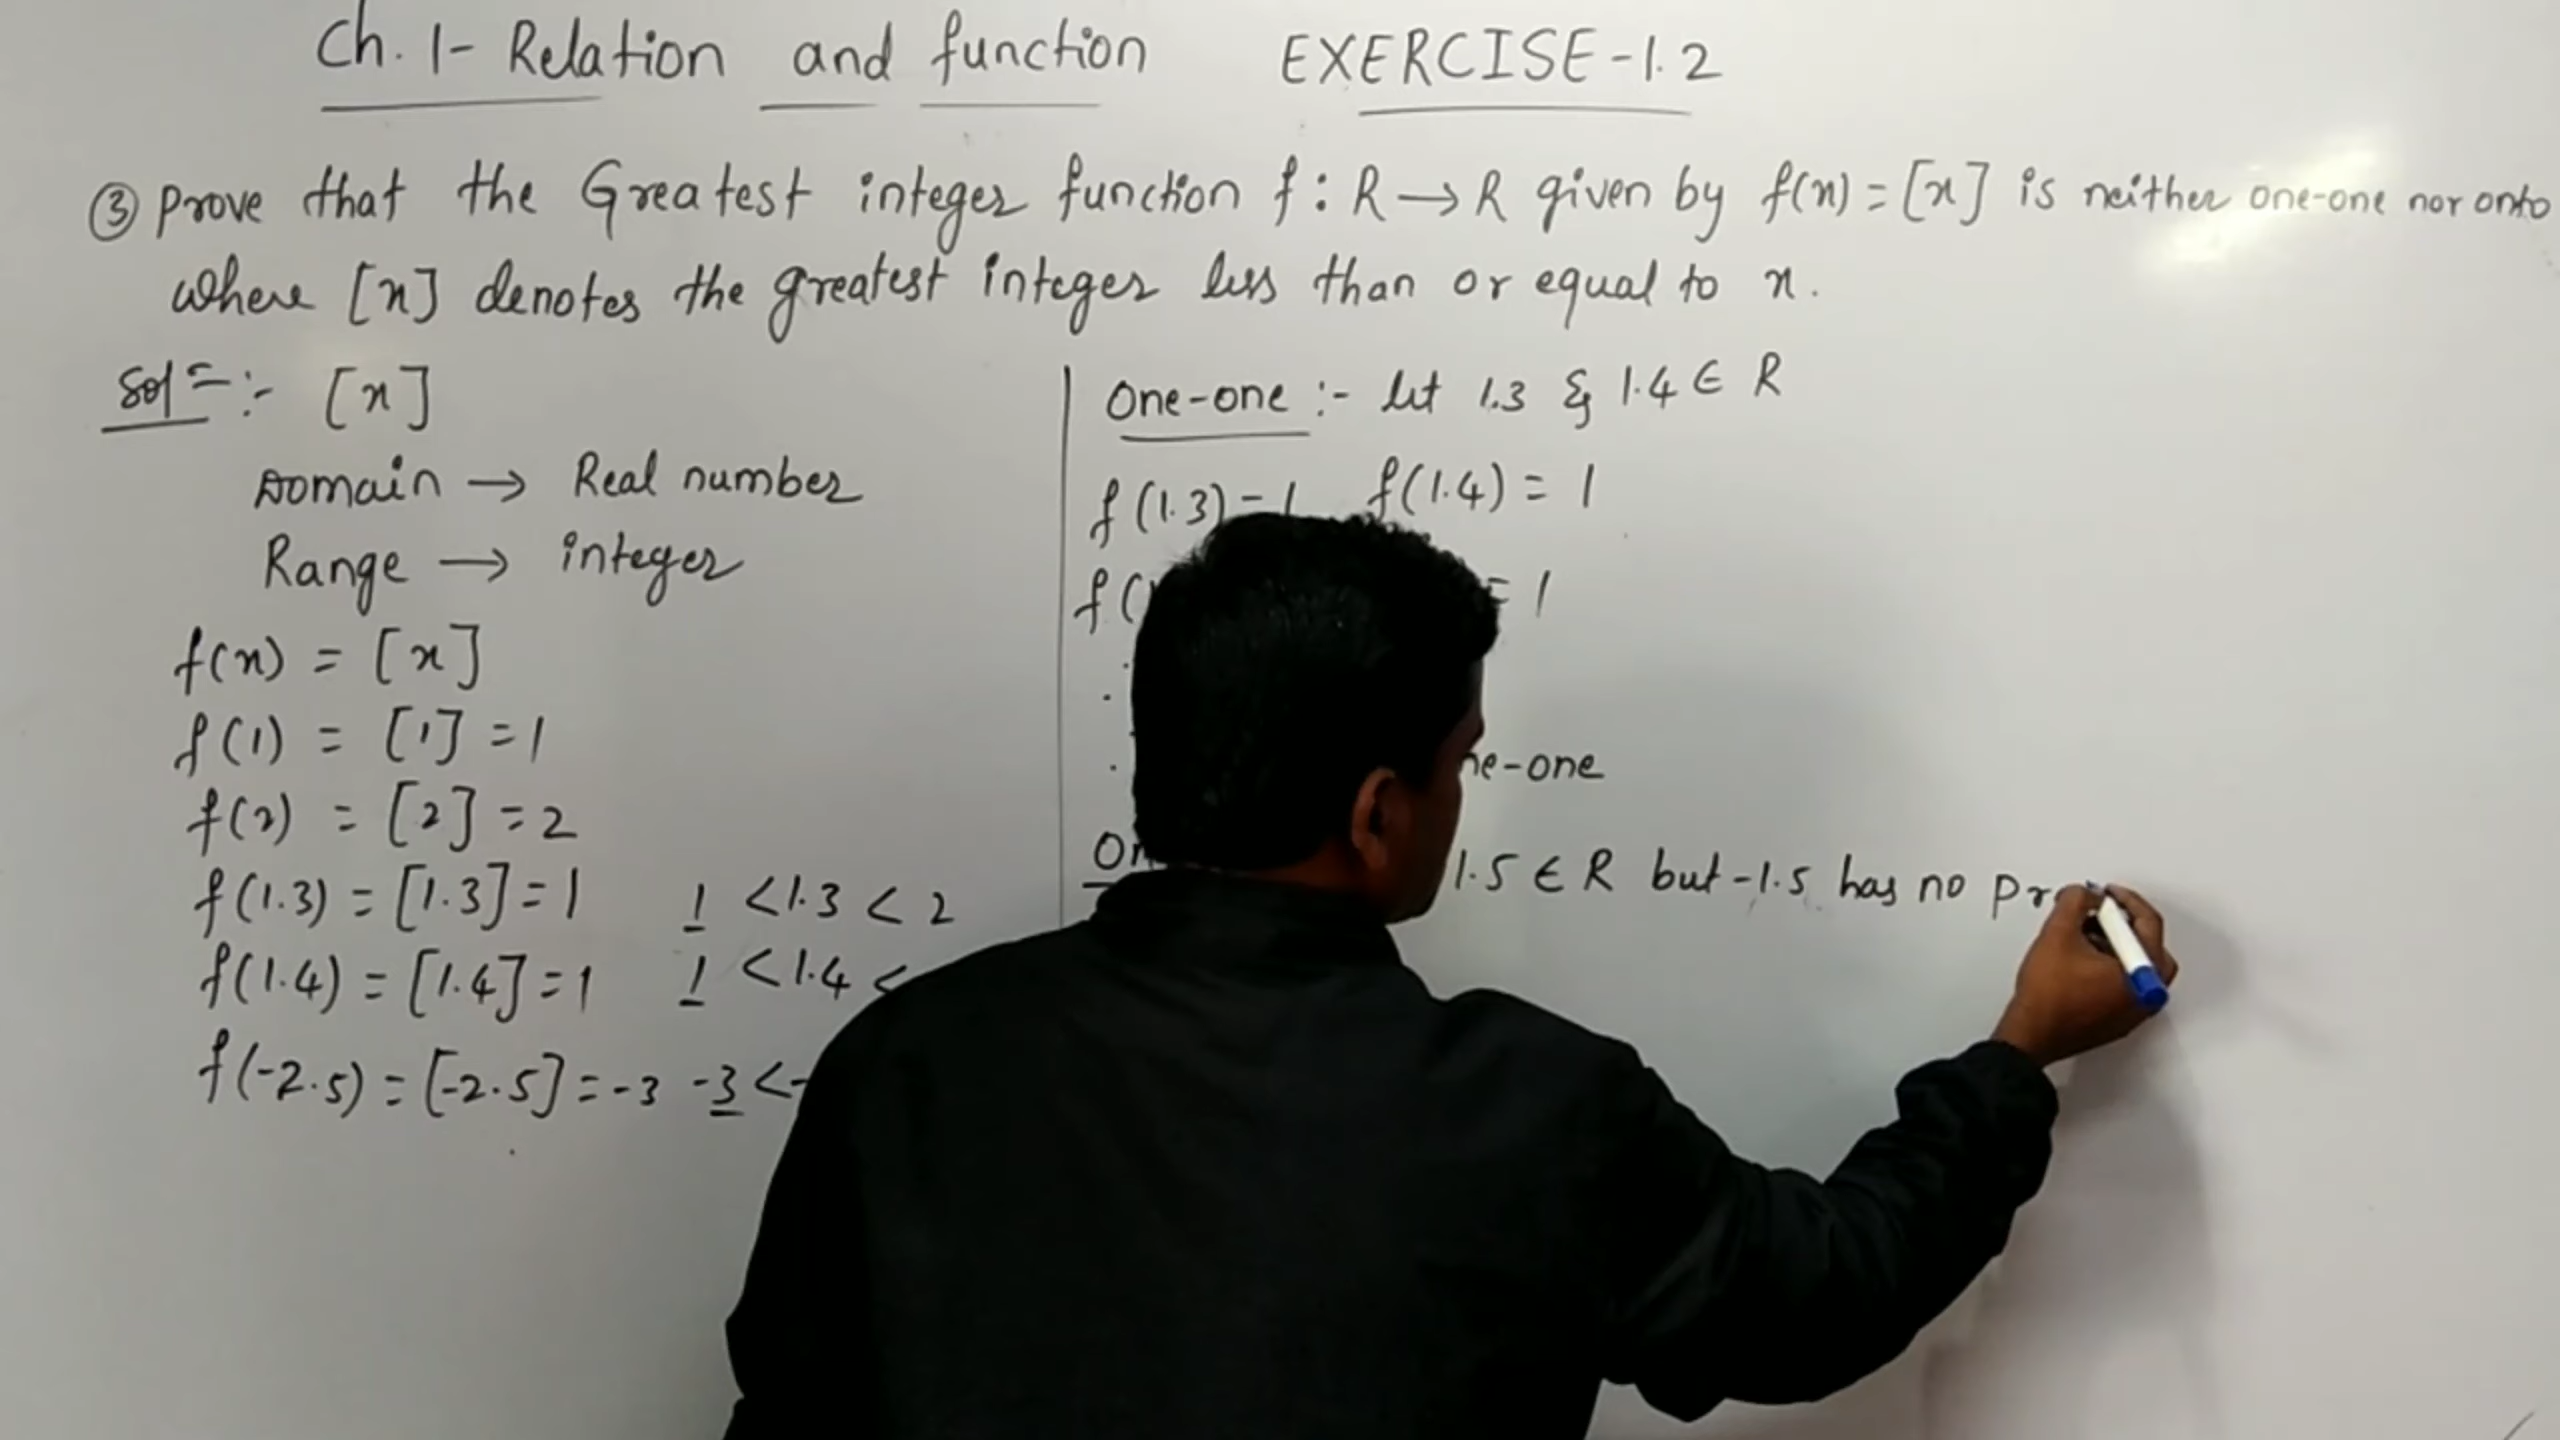 Ch. 1- Relation and function EXERCISE-1.2
③ Prove that the Greatest integer function f : R → R given by f(x) = [x] is neither one-one nor onto
where [x] denotes the greatest integer less than or equal to x.
Solⁿ :- [x]
Domain → Real number
Range → integer
f(x) = [x]
f(1) = [1] = 1
f(2) = [2] = 2
f(1.3) = [1.3] = 1 1 < 1.3 < 2
f(1.4) = [1.4] = 1 1 < 1.4 <
f(-2.5) = [-2.5] = -3 -3 < -
One-one :- let 1.3 & 1.4 ∈ R
f(1.3) = 1 f(1.4) = 1
f( = 1
ne-one
On 1.5 ∈ R but -1.5 has no Pr